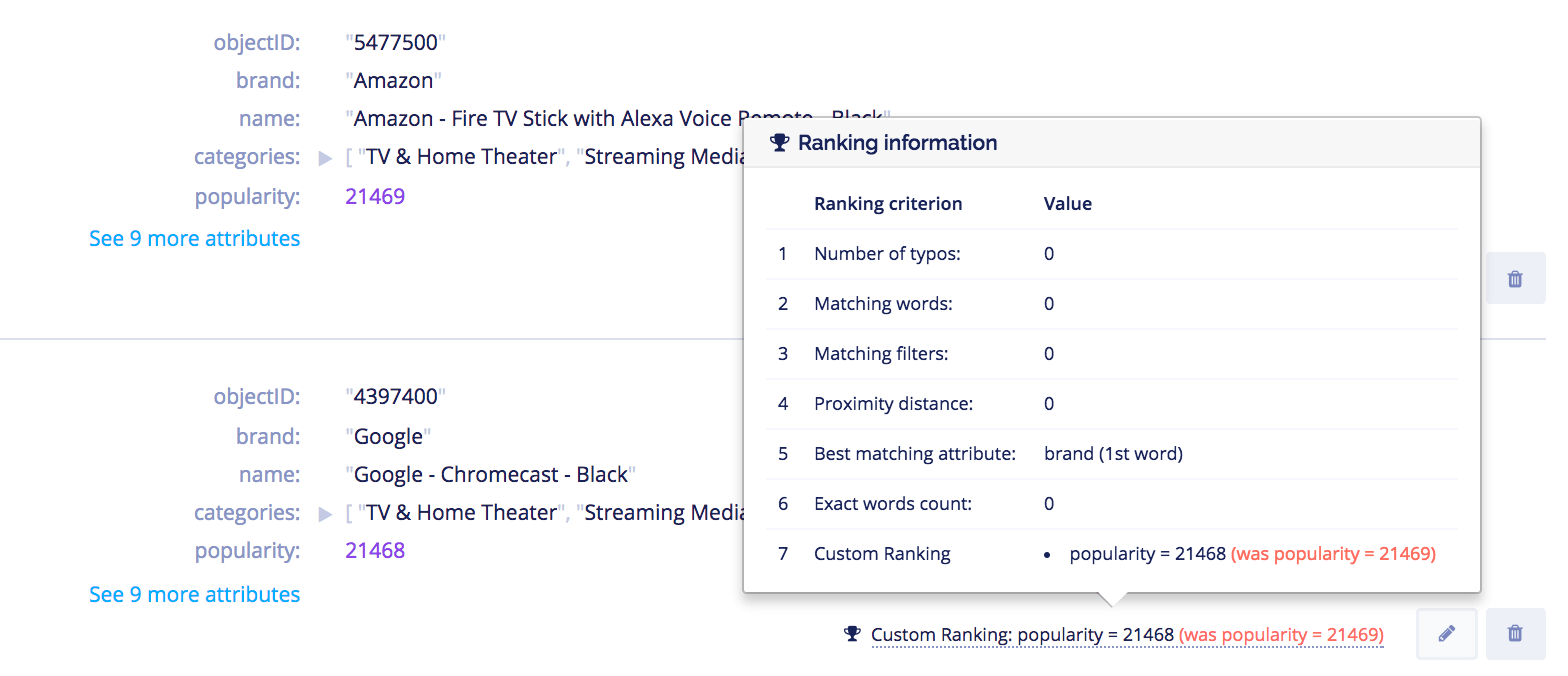 objectID: "5477500"
brand: "Amazon"
name: "Amazon - Fire TV Stick with Alexa Voice Remote - Black"
categories: [ "TV & Home Theater", "Streaming Media
popularity: 21469
See 9 more attributes
Ranking information
Ranking criterion Value
1 Number of typos: 0
2 Matching words: 0
3 Matching filters: 0
4 Proximity distance: 0
5 Best matching attribute: brand (1st word)
6 Exact words count: 0
7 Custom Ranking • popularity = 21468 (was popularity = 21469)
objectID: "4397400"
brand: "Google"
name: "Google - Chromecast - Black"
categories: [ "TV & Home Theater", "Streaming Media
popularity: 21468
See 9 more attributes
Custom Ranking: popularity = 21468 (was popularity = 21469)